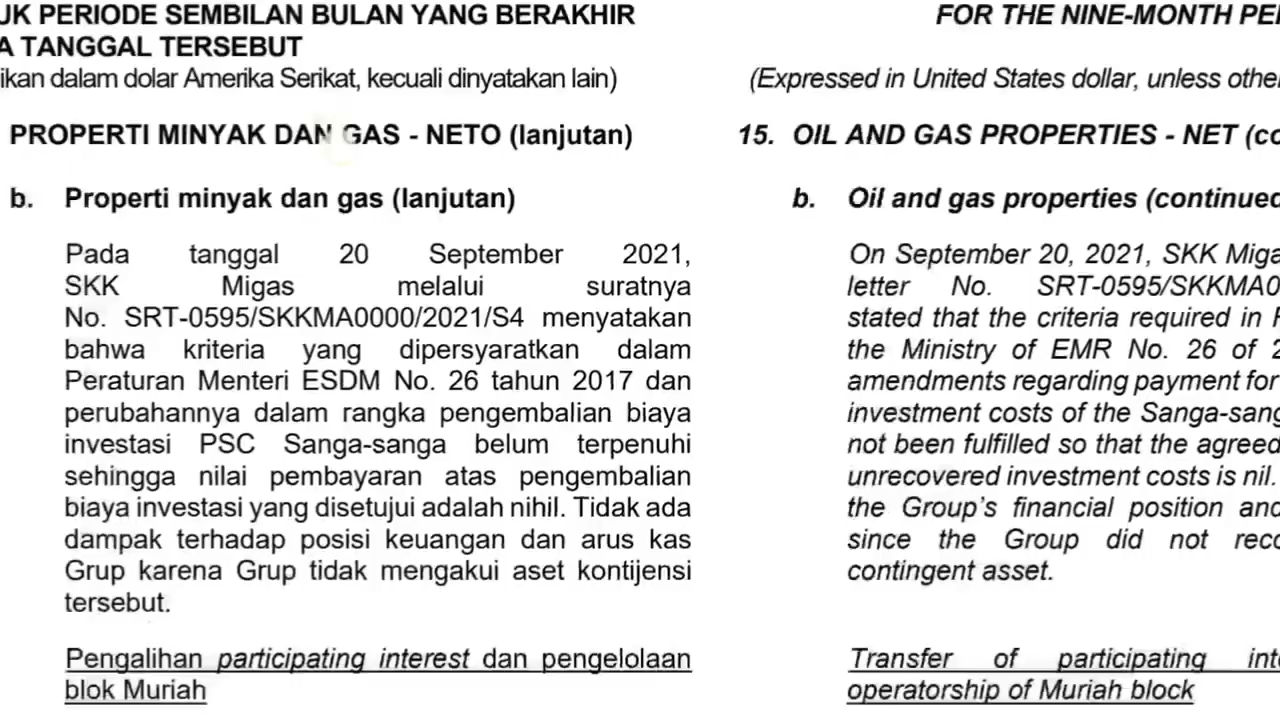 UK PERIODE SEMBILAN BULAN YANG BERAKHIR
A TANGGAL TERSEBUT
ikan dalam dolar Amerika Serikat, kecuali dinyatakan lain)
PROPERTI MINYAK DAN GAS - NETO (lanjutan)
b. Properti minyak dan gas (lanjutan)
Pada tanggal 20 September 2021,
SKK Migas melalui suratnya
No. SRT-0595/SKKMA0000/2021/S4 menyatakan
bahwa kriteria yang dipersyaratkan dalam
Peraturan Menteri ESDM No. 26 tahun 2017 dan
perubahannya dalam rangka pengembalian biaya
investasi PSC Sanga-sanga belum terpenuhi
sehingga nilai pembayaran atas pengembalian
biaya investasi yang disetujui adalah nihil. Tidak ada
dampak terhadap posisi keuangan dan arus kas
Grup karena Grup tidak mengakui aset kontijensi
tersebut.
Pengalihan participating interest dan pengelolaan
blok Muriah
FOR THE NINE-MONTH PE
(Expressed in United States dollar, unless othe
15. OIL AND GAS PROPERTIES - NET (co
b. Oil and gas properties (continued
On September 20, 2021, SKK Miga
letter No. SRT-0595/SKKMA0
stated that the criteria required in
the Ministry of EMR No. 26 of 2
amendments regarding payment for
investment costs of the Sanga-sang
not been fulfilled so that the agreed
unrecovered investment costs is nil.
the Group's financial position and
since the Group did not reco
contingent asset.
Transfer of participating inte
operatorship of Muriah block